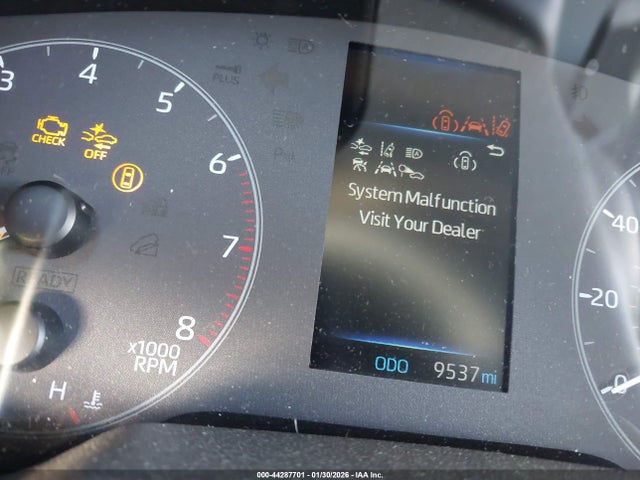 3 4 5 6 7 8
x1000
RPM
CHECK
OFF
PLUS
READY
H
System Malfunction
Visit Your Dealer
ODO 9537 mi
40
20
0
000-44287701 - 01/30/2026 - IAA Inc.